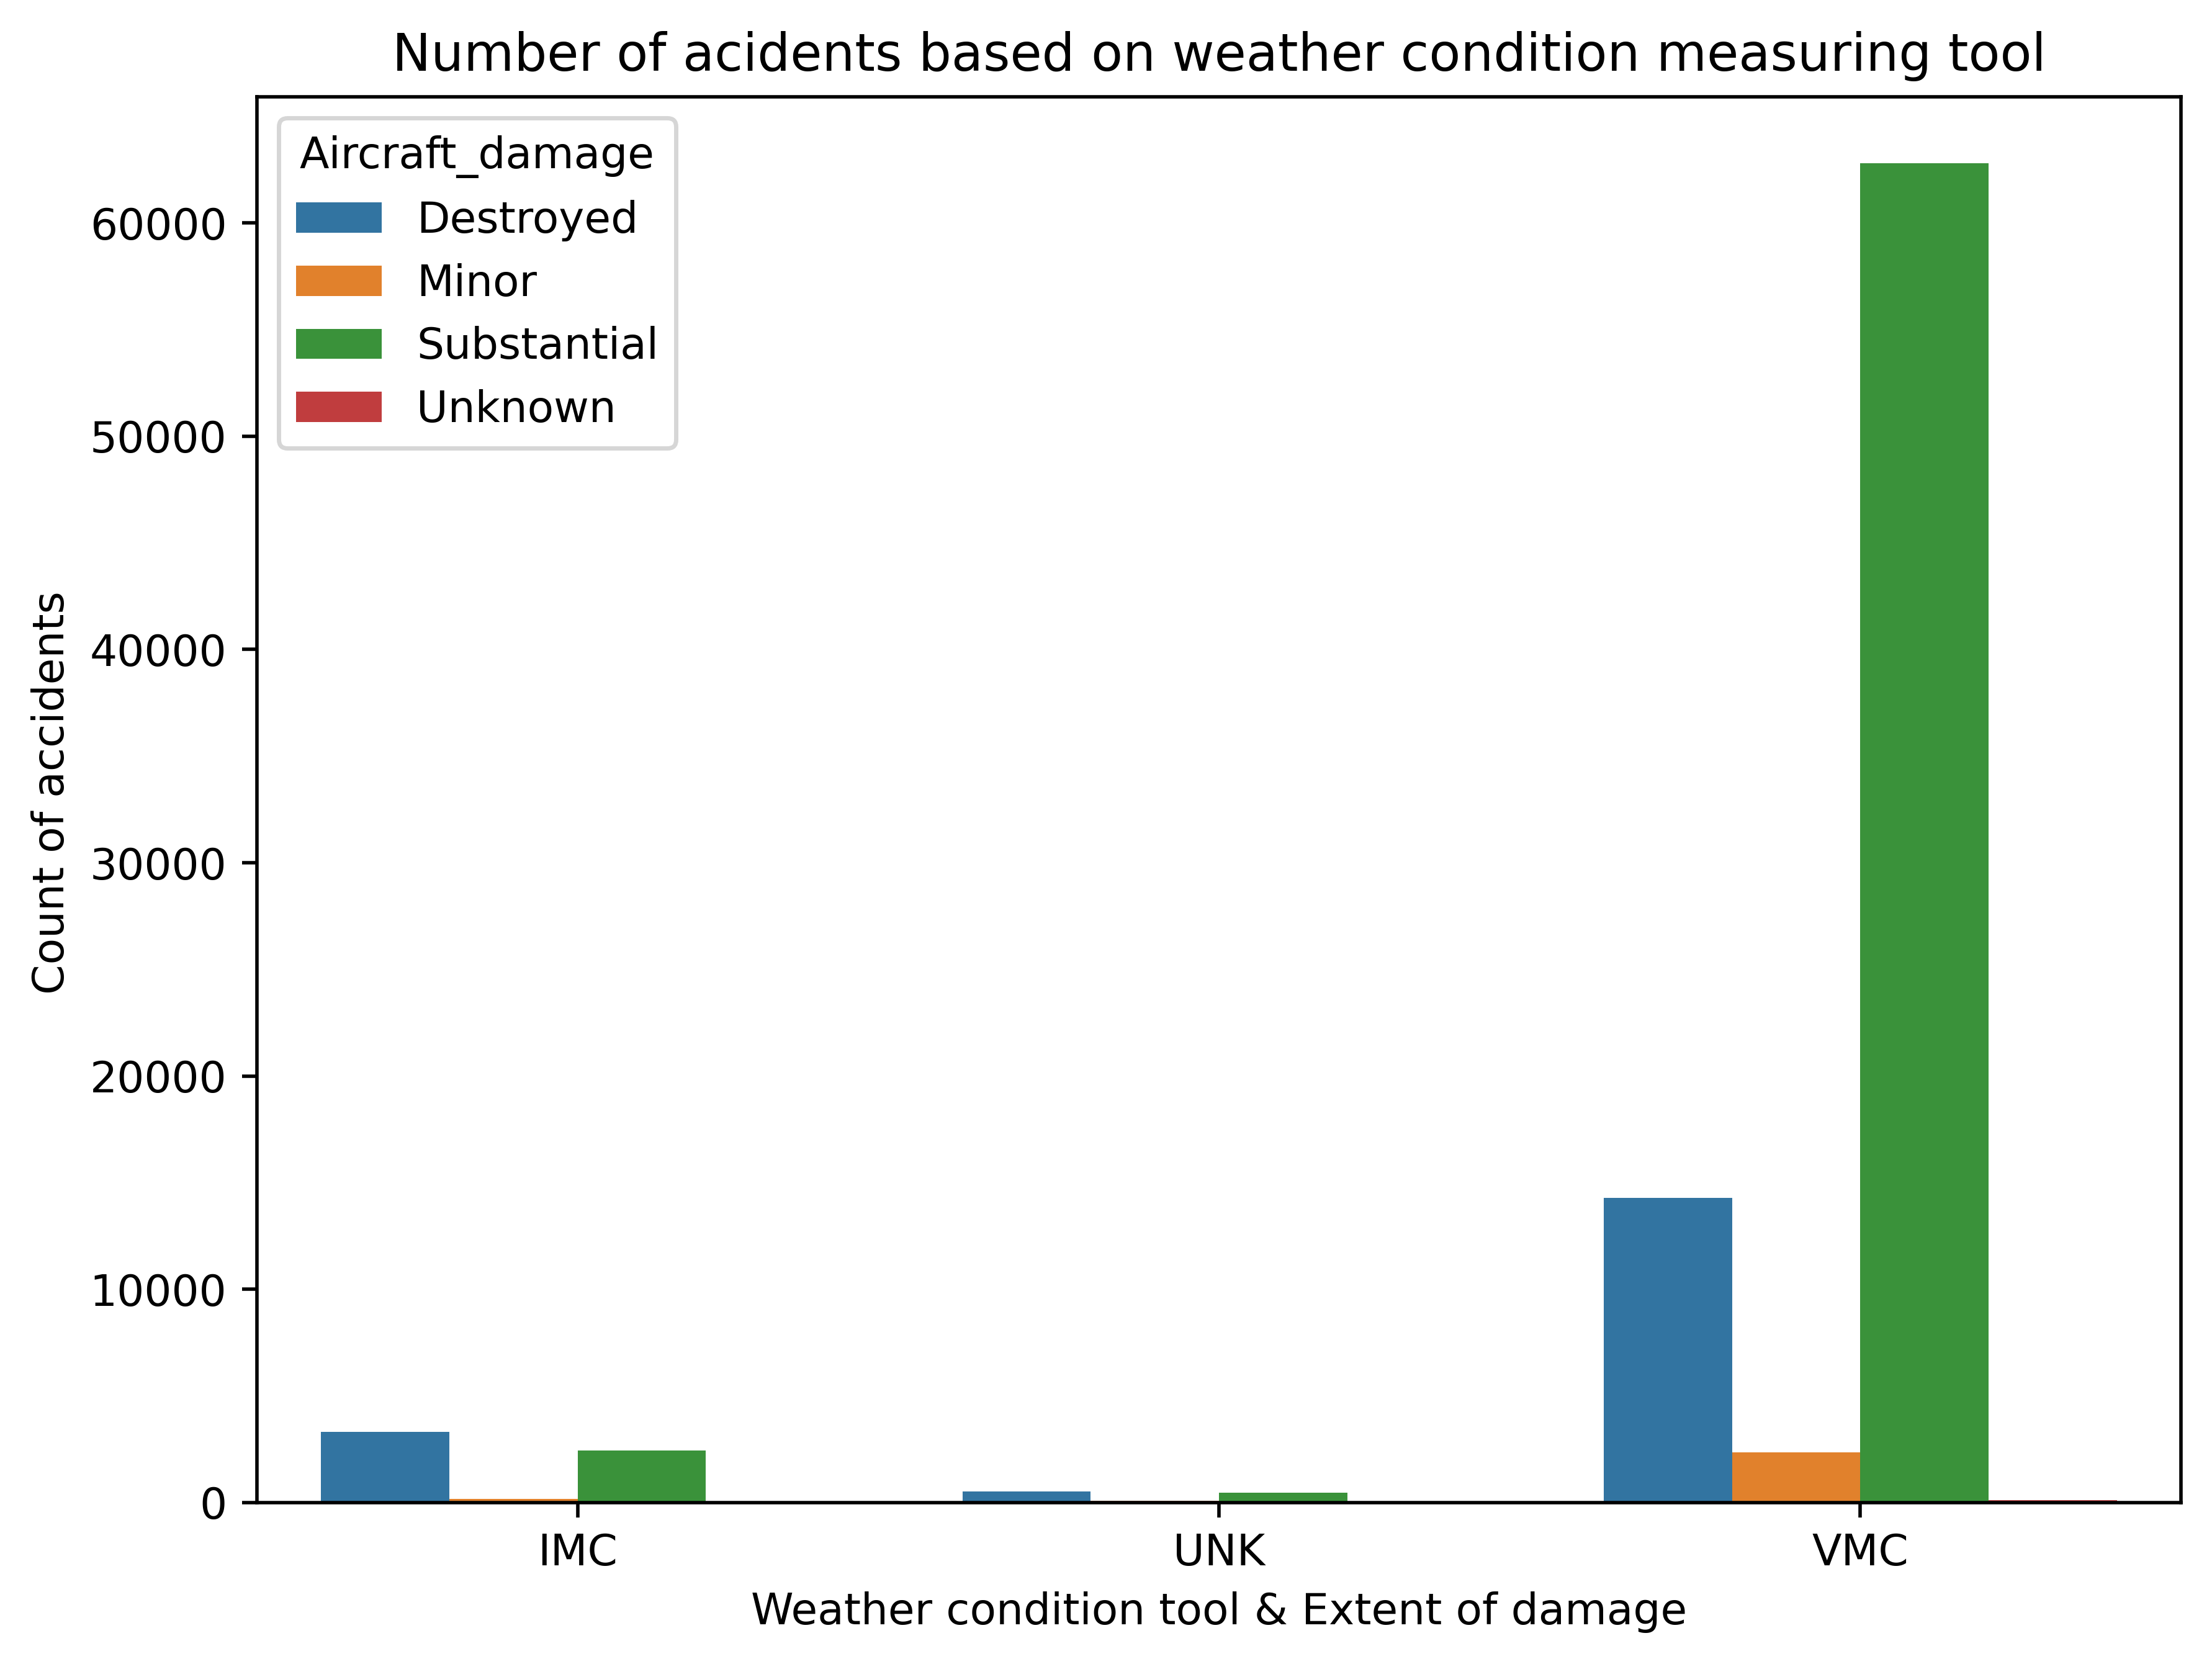 Number of acidents based on weather condition measuring tool
Aircraft_damage
Destroyed
Minor
Substantial
Unknown
60000
50000
40000
30000
20000
10000
0
Count of accidents
IMC
UNK
VMC
Weather condition tool & Extent of damage